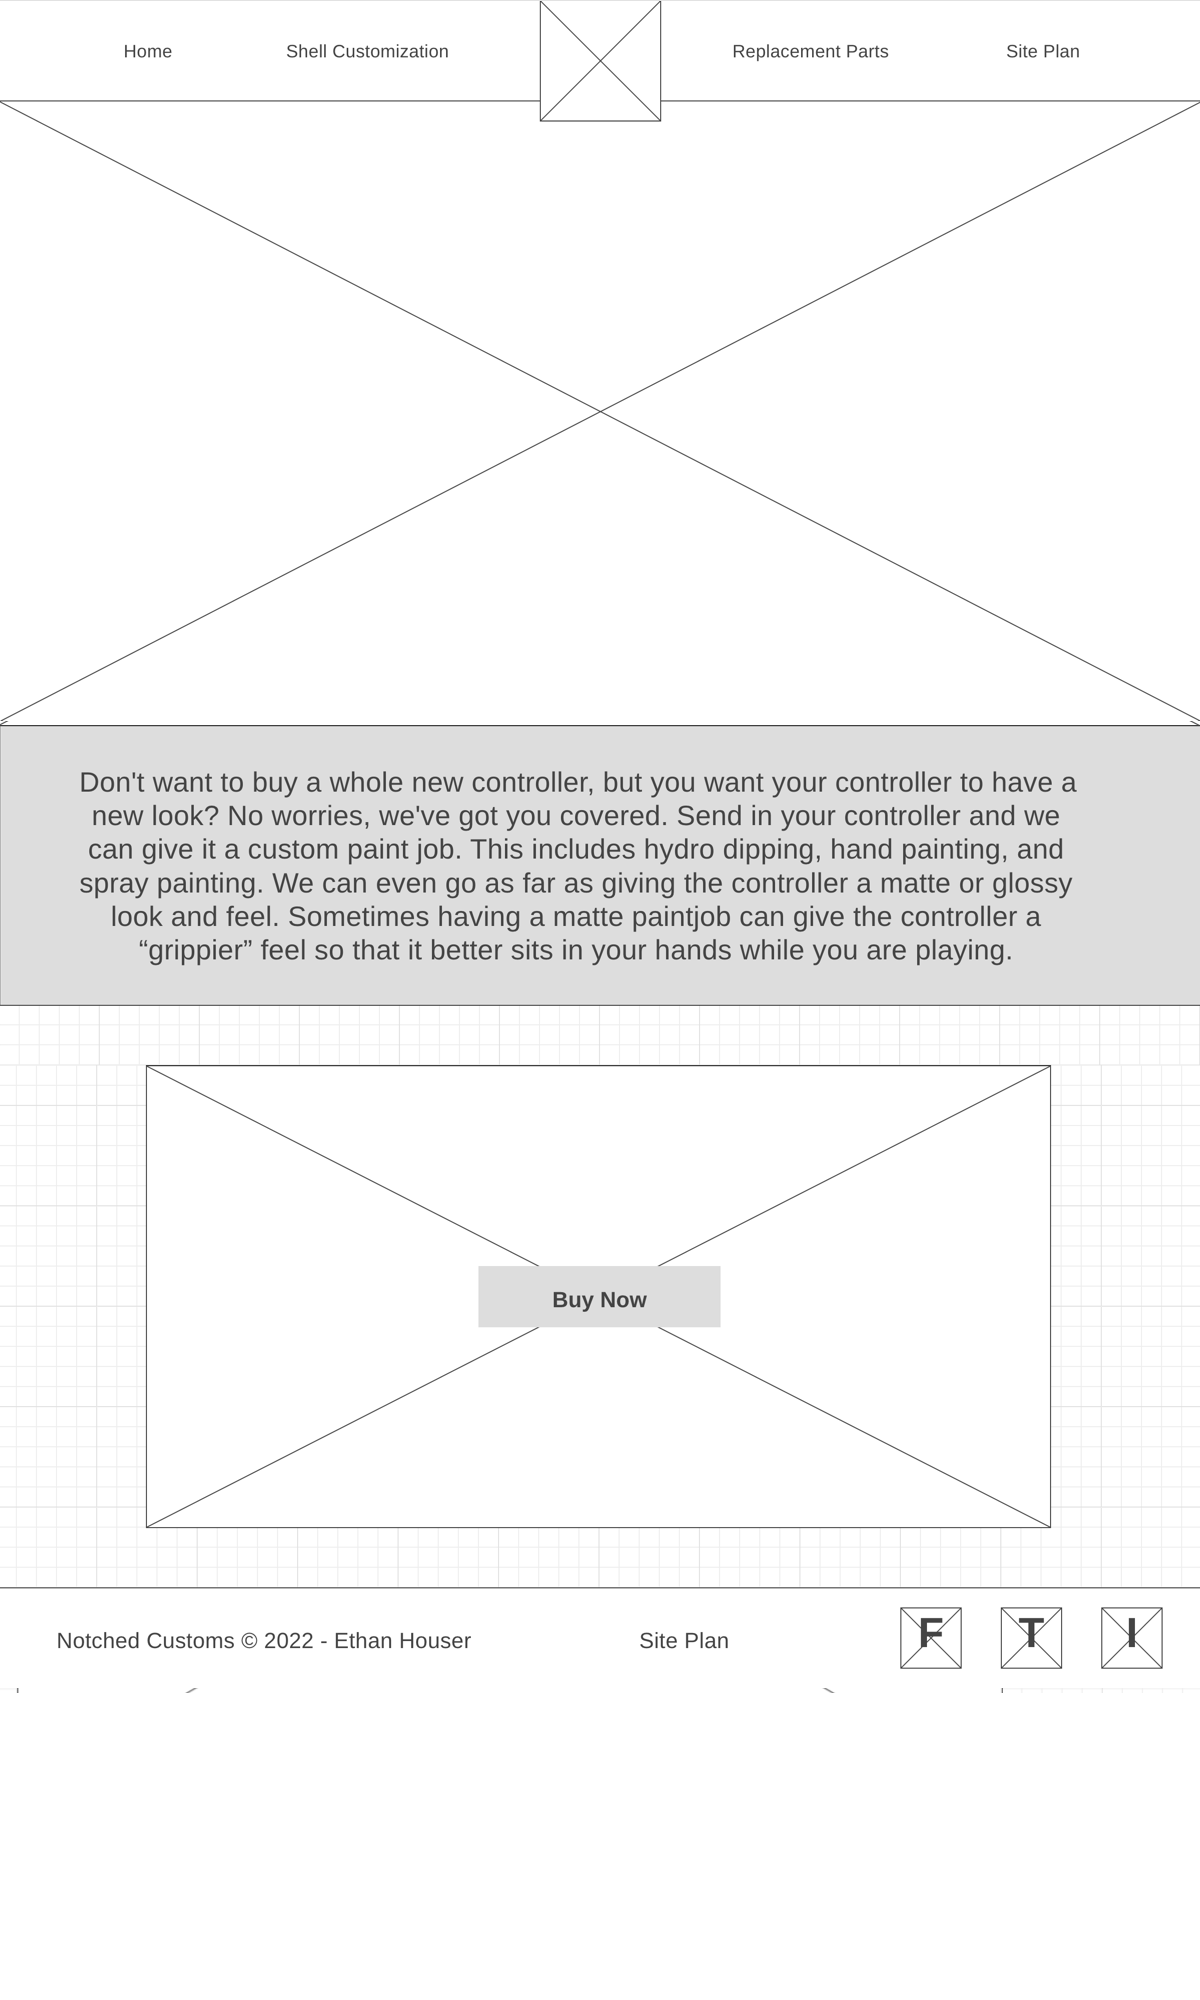 Home
Shell Customization
Replacement Parts
Site Plan
Don't want to buy a whole new controller, but you want your controller to have a
new look? No worries, we've got you covered. Send in your controller and we
can give it a custom paint job. This includes hydro dipping, hand painting, and
spray painting. We can even go as far as giving the controller a matte or glossy
look and feel. Sometimes having a matte paintjob can give the controller a
“grippier” feel so that it better sits in your hands while you are playing.
Buy Now
Notched Customs © 2022 - Ethan Houser
Site Plan
F
T
I